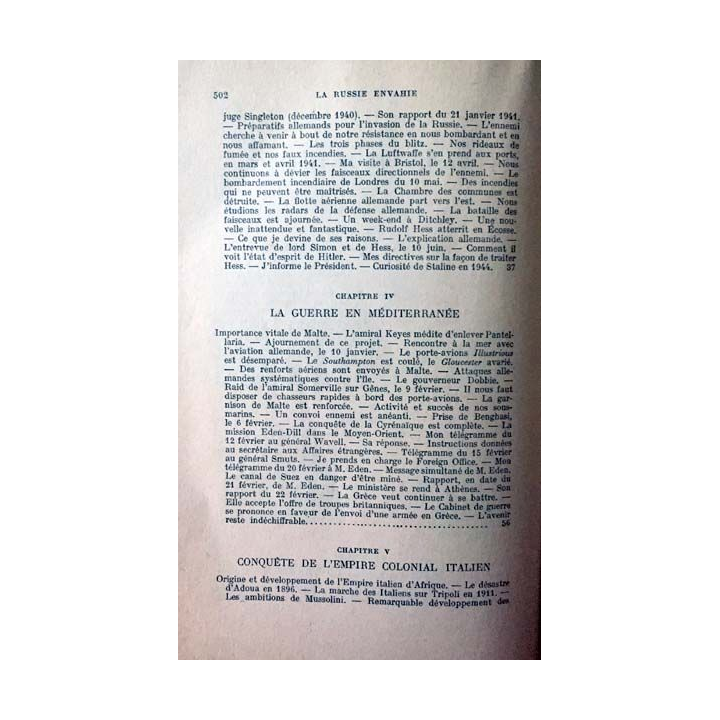 502 LA RUSSIE ENVAHIE
juge Singleton (décembre 1940). — Son rapport du 21 janvier 1941.
— Préparatifs allemands pour l'invasion de la Russie. — L'ennemi
cherche à venir à bout de notre résistance en nous bombardant et en
nous affamant. — Les trois phases du blitz. — Nos rideaux de
fumée et nos faux incendies. — La Luftwaffe s'en prend aux ports,
en mars et avril 1941. — Ma visite à Bristol, le 12 avril. — Nous
continuons à dévier les faisceaux directionnels de l'ennemi. — Le
bombardement incendiaire de Londres du 10 mai. — Des incendies
qui ne peuvent être maîtrisés. — La Chambre des communes est
détruite. — La flotte aérienne allemande part vers l'est. — Nous
étudions les radars de la défense allemande. — La bataille des
faisceaux est ajournée. — Un week-end à Ditchley. — Une nou-
velle inattendue et fantastique. — Rudolf Hess atterrit en Ecosse.
— Ce que je devine de ses raisons. — L'explication allemande. —
L'entrevue de lord Simon et de Hess, le 10 juin. — Comment il
voit l'état d'esprit de Hitler. — Mes directives sur la façon de traiter
Hess. — J'informe le Président. — Curiosité de Staline en 1944. 37
CHAPITRE IV
LA GUERRE EN MÉDITERRANÉE
Importance vitale de Malte. — L'amiral Keyes médite d'enlever Pantel-
laria. — Ajournement de ce projet. — Rencontre à la mer avec
l'aviation allemande, le 10 janvier. — Le porte-avions Illustrious
est désemparé. — Le Southampton est coulé, le Gloucester avarié.
— Des renforts aériens sont envoyés à Malte. — Attaques alle-
mandes systématiques contre l'île. — Le gouverneur Dobbie. —
Raid de l'amiral Somerville sur Gênes, le 9 février. — Il nous faut
disposer de chasseurs rapides à bord des porte-avions. — La gar-
nison de Malte est renforcée. — Activité et succès de nos sous-
marins. — Un convoi ennemi est anéanti. — Prise de Benghasi,
le 6 février. — La conquête de la Cyrénaïque est complète. — La
mission Eden-Dill dans le Moyen-Orient. — Mon télégramme du
12 février au général Wavell. — Sa réponse. — Instructions données
au secrétaire aux Affaires étrangères. — Télégramme du 15 février
au général Smuts. — Je prends en charge le Foreign Office. — Mon
télégramme du 20 février à M. Eden. — Message simultané de M. Eden.
Le canal de Suez en danger d'être miné. — Rapport, en date du
21 février, de M. Eden. — Le ministère se rend à Athènes. — Son
rapport du 22 février. — La Grèce veut continuer à se battre. —
Elle accepte l'offre de troupes britanniques. — Le Cabinet de guerre
se prononce en faveur de l'envoi d'une armée en Grèce. — L'avenir
reste indéchiffrable........................................ 56
CHAPITRE V
CONQUÊTE DE L'EMPIRE COLONIAL ITALIEN
Origine et développement de l'Empire italien d'Afrique. — Le désastre
d'Adoua en 1896. — La marche des Italiens sur Tripoli en 1911. —
Les ambitions de Mussolini. — Remarquable développement des